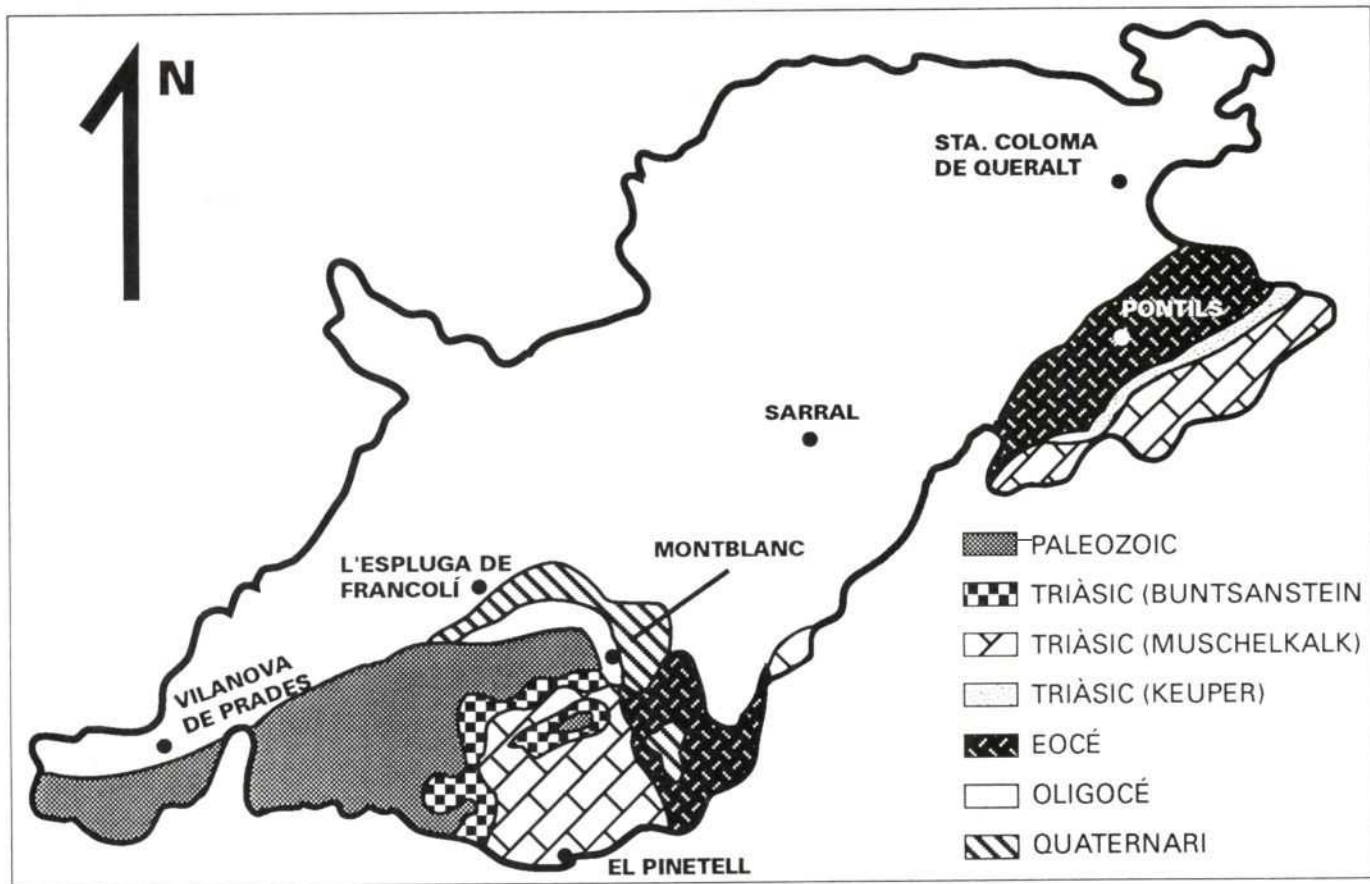 N
STA. COLOMA
DE QUERALT
PONTILS
SARRAL
MONTBLANC
L'ESPLUGA DE
FRANCOLÍ
VILANOVA
DE PRADES
EL PINETELL
PALEOZOIC
TRIÀSIC (BUNTSANSTEIN
TRIÀSIC (MUSCHELKALK)
TRIÀSIC (KEUPER)
EOCÉ
OLIGOCÉ
QUATERNARI